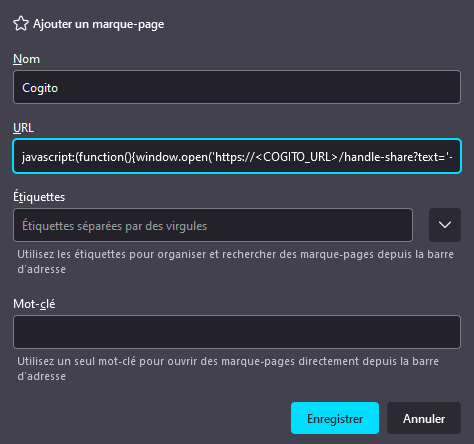 Ajouter un marque-page
Nom
Cogito
URL
javascript:(function(){window.open('https://<COGITO_URL>/handle-share?text='-
Étiquettes
Étiquettes séparées par des virgules
Utilisez les étiquettes pour organiser et rechercher des marque-pages depuis la barre
d'adresse
Mot-clé
Utilisez un seul mot-clé pour ouvrir des marque-pages directement depuis la barre
d'adresse
Enregistrer
Annuler